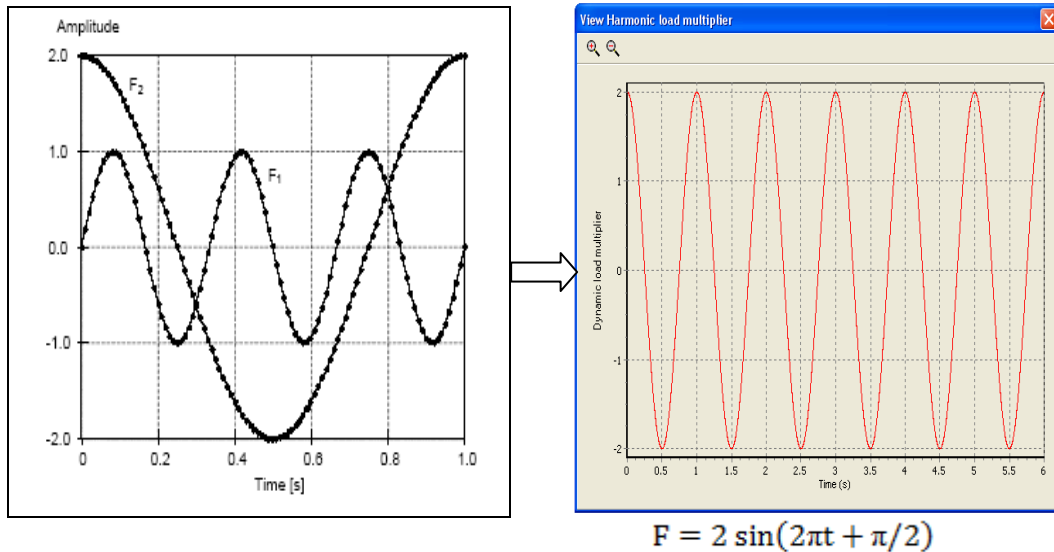 Amplitude
2.0
1.0
0.0
-1.0
-2.0
F₂
F₁
0 0.2 0.4 0.6 0.8 1.0
Time [s]
View Harmonic load multiplier
2
1
0
-1
-2
Dynamic load multiplier
0 0.5 1 1.5 2 2.5 3 3.5 4 4.5 5 5.5 6
Time (s)
F = 2 sin(2πt + π/2)